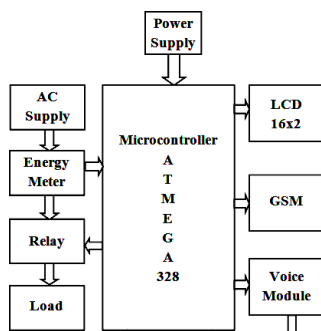 Power
Supply
AC
Supply
Energy
Meter
Relay
Load
Microcontroller
A
T
M
E
G
A
328
LCD
16x2
GSM
Voice
Module